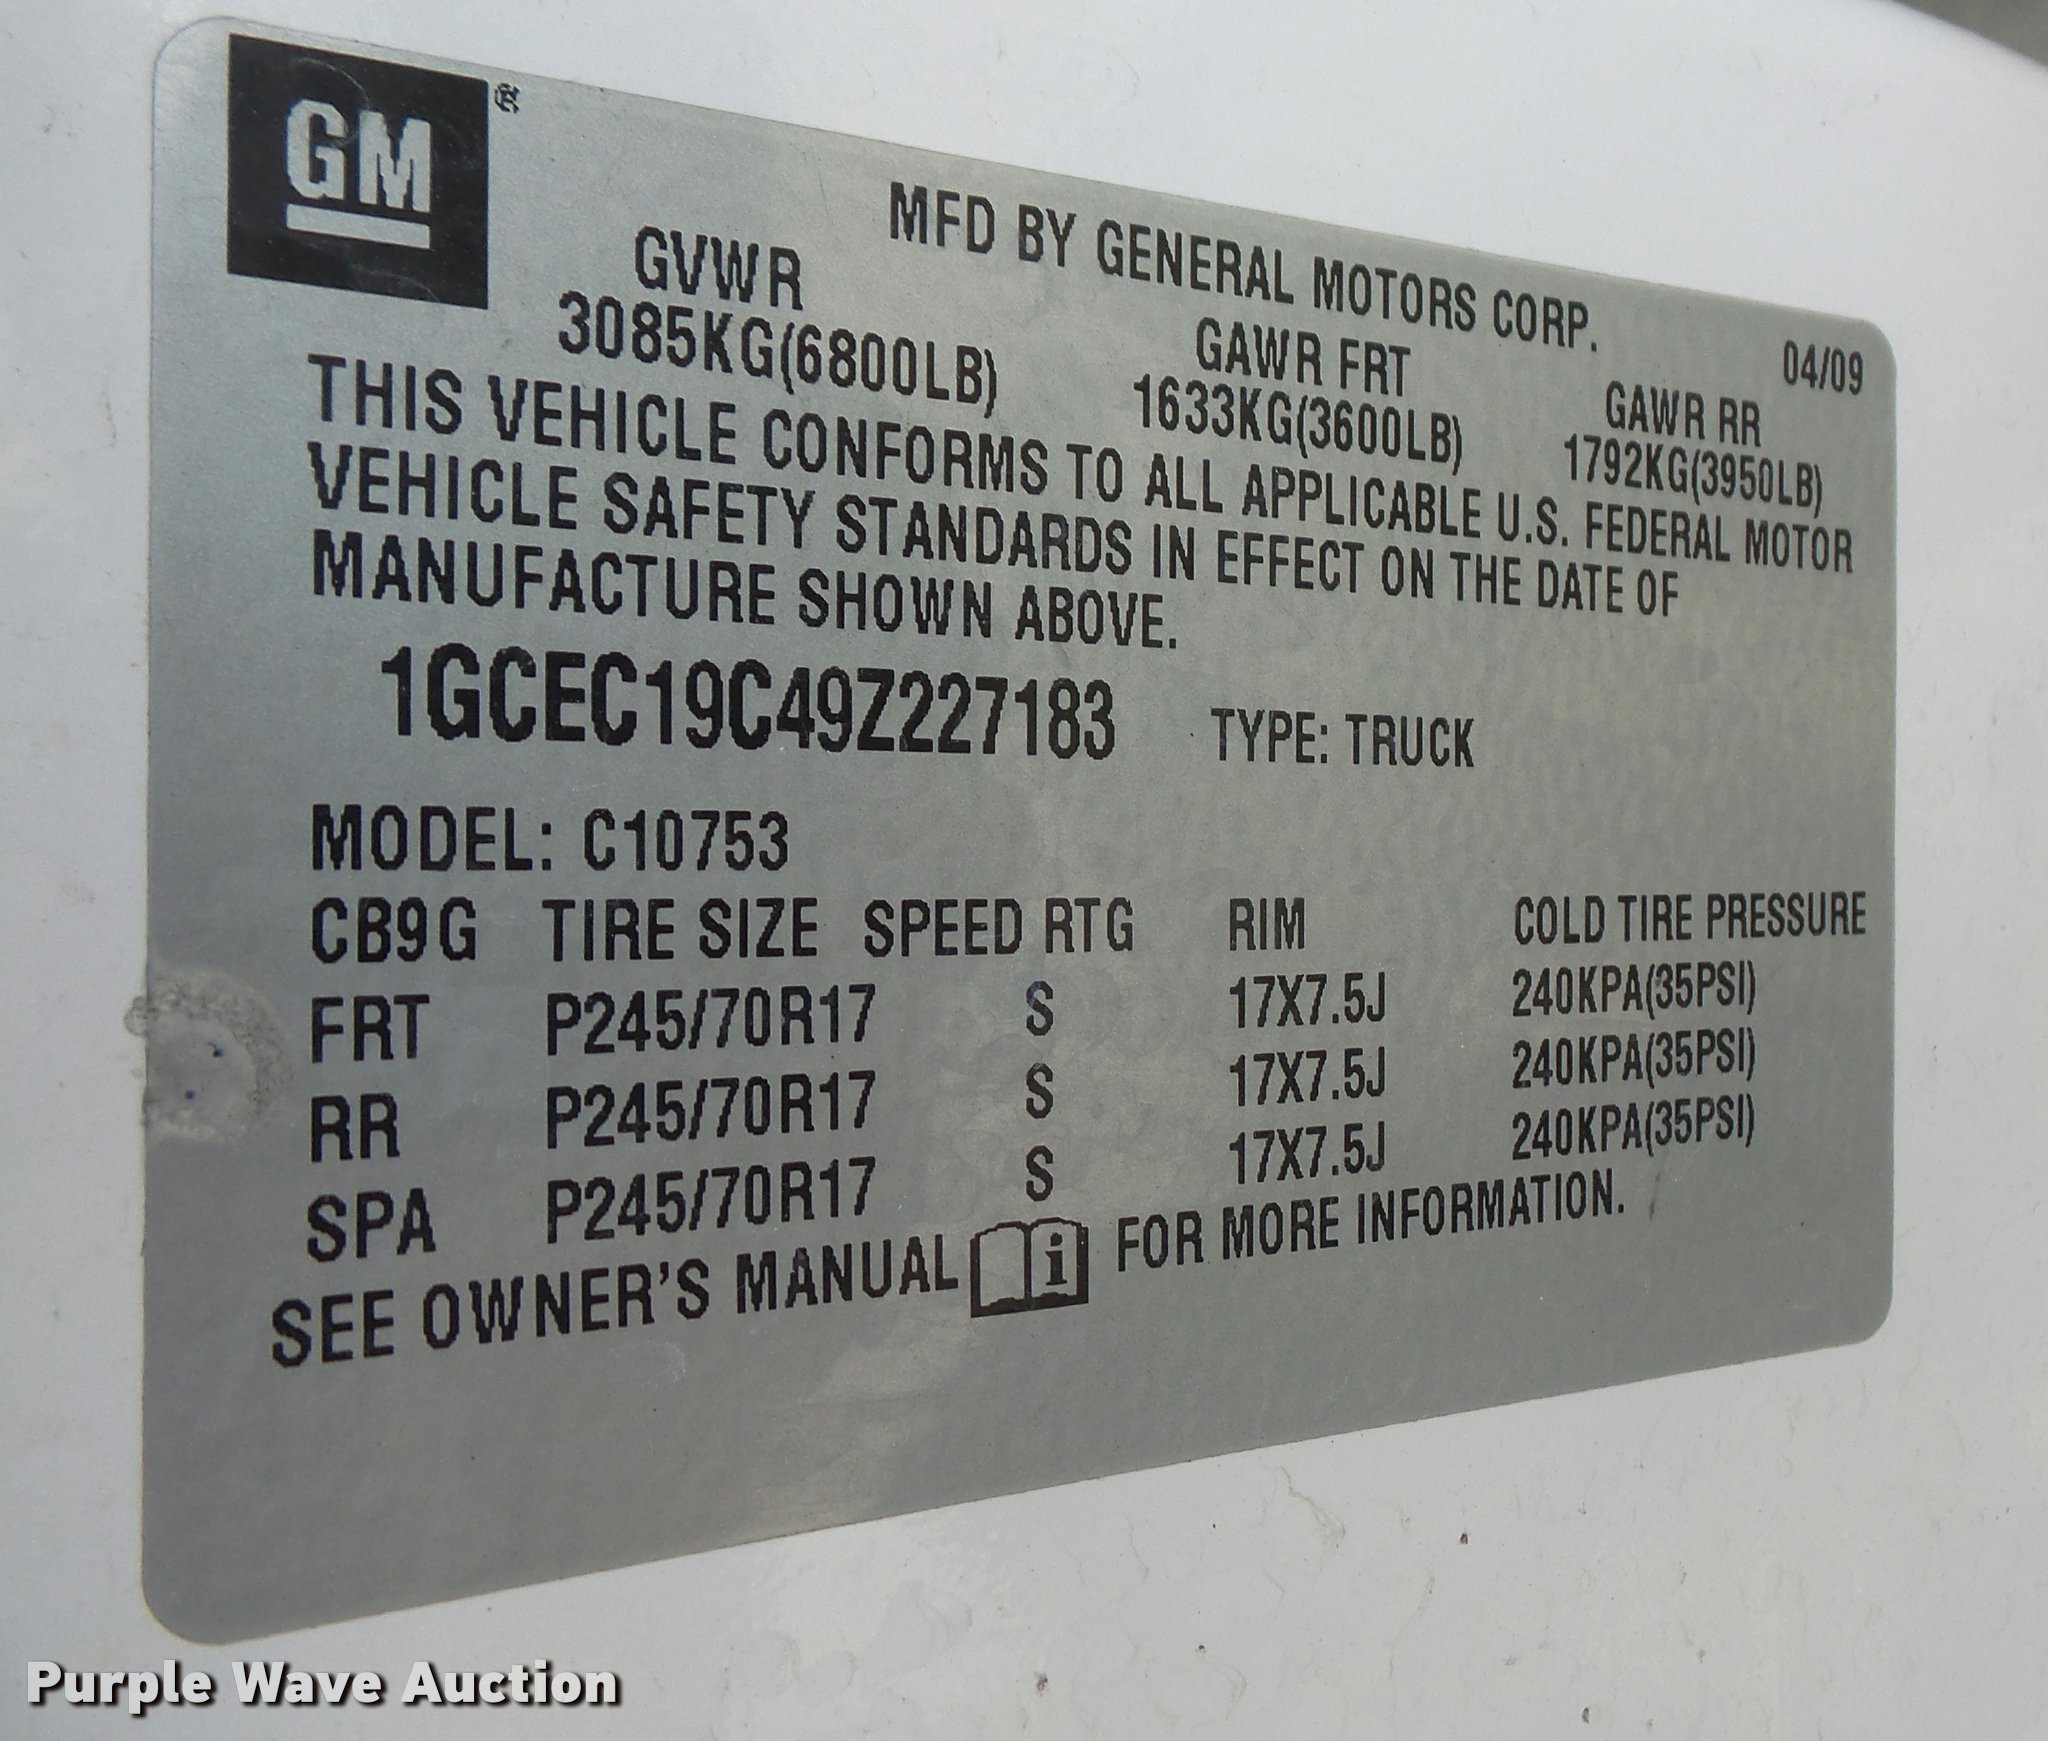 GM ®
MFD BY GENERAL MOTORS CORP.
04/09
GVWR GAWR FRT GAWR RR
3085KG(6800LB) 1633KG(3600LB) 1792KG(3950LB)
THIS VEHICLE CONFORMS TO ALL APPLICABLE U.S. FEDERAL MOTOR
VEHICLE SAFETY STANDARDS IN EFFECT ON THE DATE OF
MANUFACTURE SHOWN ABOVE.
1GCEC19C49Z227183 TYPE: TRUCK
MODEL: C10753
CB9G TIRE SIZE SPEED RTG RIM COLD TIRE PRESSURE
FRT P245/70R17 S 17X7.5J 240KPA(35PSI)
RR P245/70R17 S 17X7.5J 240KPA(35PSI)
SPA P245/70R17 S 17X7.5J 240KPA(35PSI)
SEE OWNER'S MANUAL i FOR MORE INFORMATION.
Purple Wave Auction